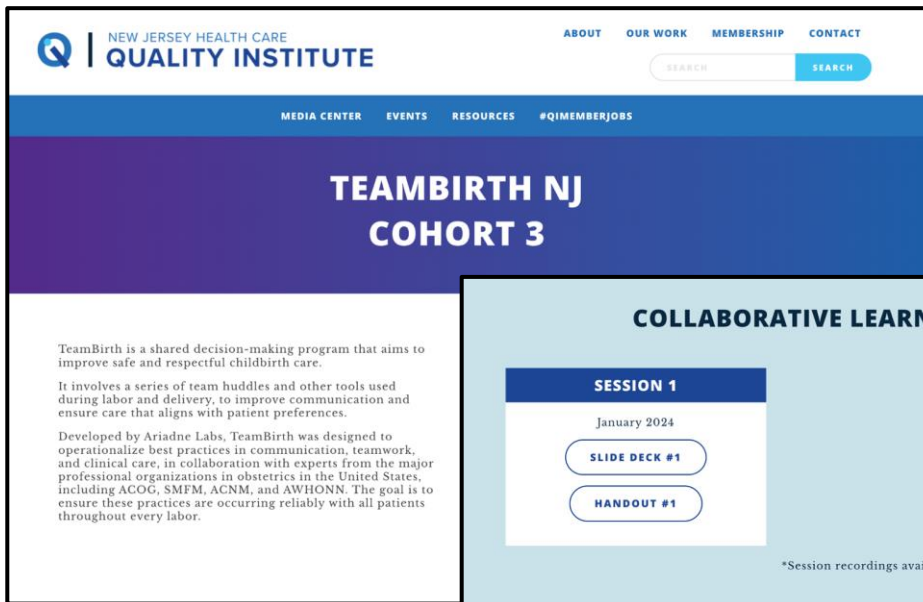 NEW JERSEY HEALTH CARE
QUALITY INSTITUTE
ABOUT OUR WORK MEMBERSHIP CONTACT
SEARCH SEARCH
MEDIA CENTER EVENTS RESOURCES #QIMEMBERJOBS
TEAMBIRTH NJ
COHORT 3
TeamBirth is a shared decision-making program that aims to
improve safe and respectful childbirth care.
It involves a series of team huddles and other tools used
during labor and delivery, to improve communication and
ensure care that aligns with patient preferences.
Developed by Ariadne Labs, TeamBirth was designed to
operationalize best practices in communication, teamwork,
and clinical care, in collaboration with experts from the major
professional organizations in obstetrics in the United States,
including ACOG, SMFM, ACNM, and AWHONN. The goal is to
ensure these practices are occurring reliably with all patients
throughout every labor.
COLLABORATIVE LEARN
SESSION 1
January 2024
SLIDE DECK #1
HANDOUT #1
*Session recordings avai